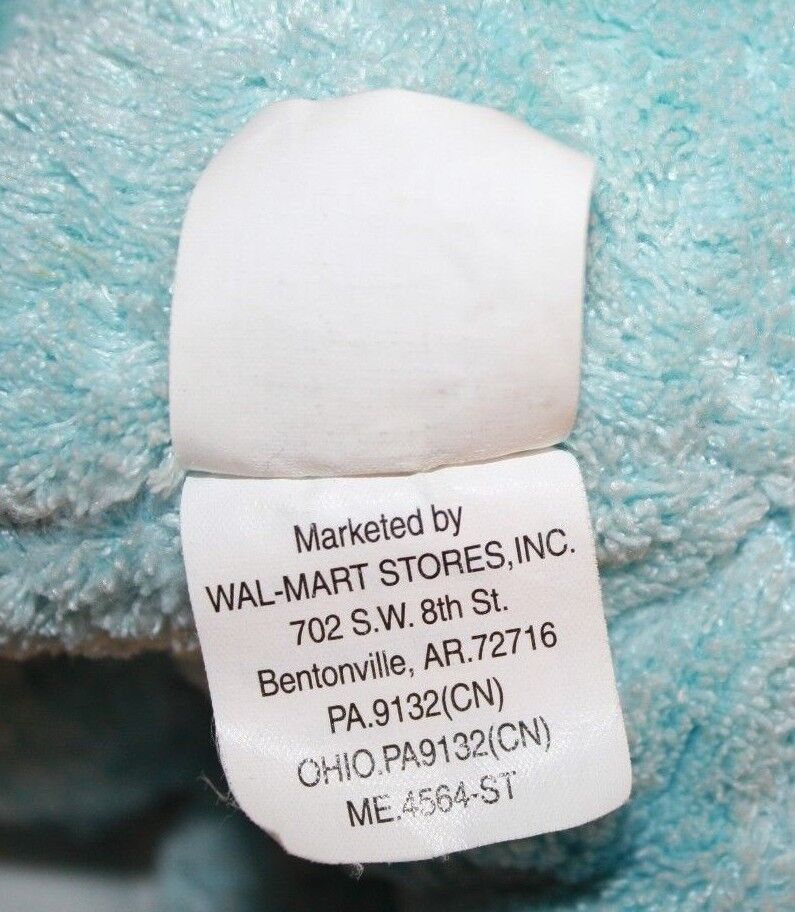 Marketed by
WAL-MART STORES, INC.
702 S.W. 8th St.
Bentonville, AR.72716
PA.9132(CN)
OHIO.PA9132(CN)
ME.4564-ST